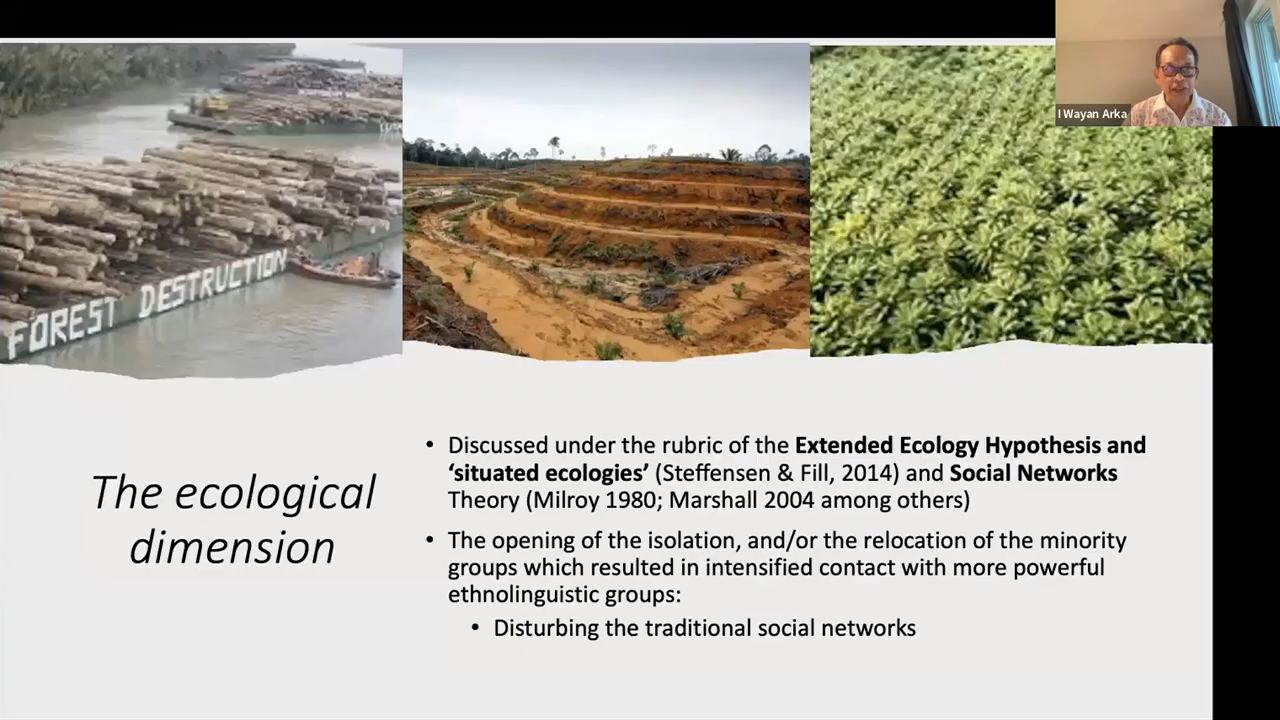 I Wayan Arka
FOREST DESTRUCTION
The ecological
dimension
• Discussed under the rubric of the Extended Ecology Hypothesis and
‘situated ecologies’ (Steffensen & Fill, 2014) and Social Networks
Theory (Milroy 1980; Marshall 2004 among others)
• The opening of the isolation, and/or the relocation of the minority
groups which resulted in intensified contact with more powerful
ethnolinguistic groups:
• Disturbing the traditional social networks